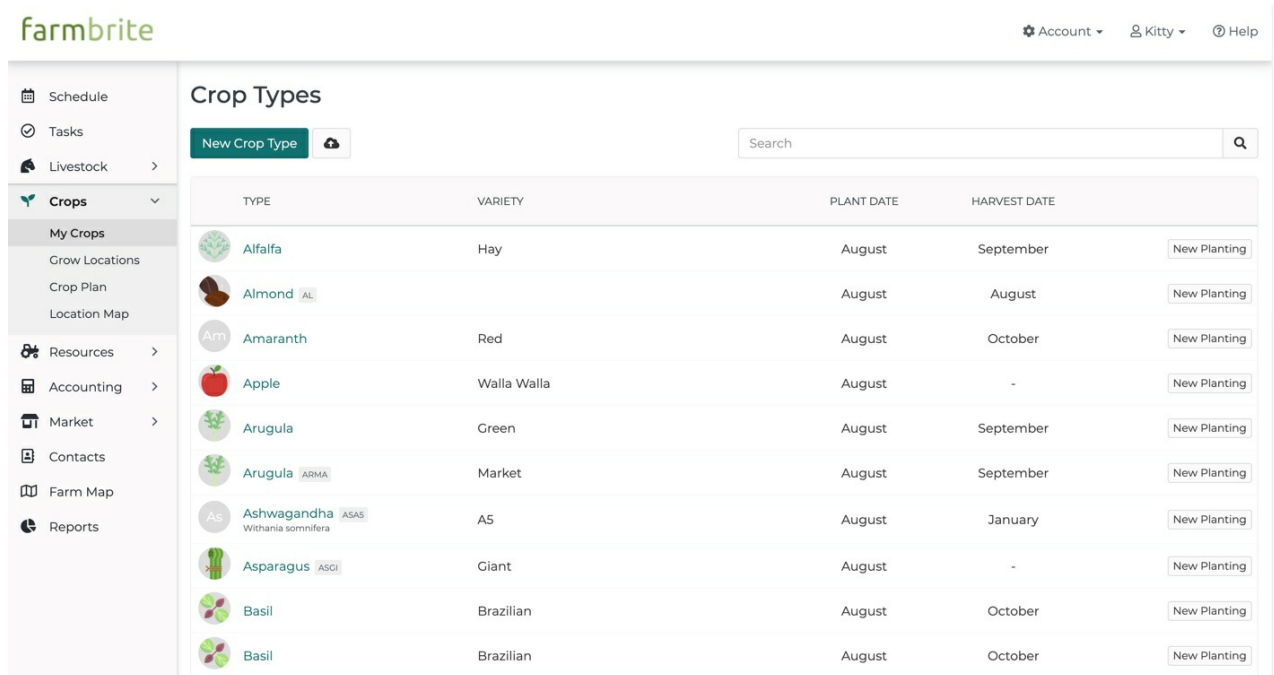 farmbrite
Account Kitty Help
Schedule
Tasks
Livestock
Crops
My Crops
Grow Locations
Crop Plan
Location Map
Resources
Accounting
Market
Contacts
Farm Map
Reports
Crop Types
New Crop Type Search
TYPE VARIETY PLANT DATE HARVEST DATE
Alfalfa Hay August September New Planting
Almond AL August August New Planting
Am Amaranth Red August October New Planting
Apple Walla Walla August - New Planting
Arugula Green August September New Planting
Arugula ARMA Market August September New Planting
As Ashwagandha ASA5 A5 August January New Planting
Withania somnifera
Asparagus ASGI Giant August - New Planting
Basil Brazilian August October New Planting
Basil Brazilian August October New Planting